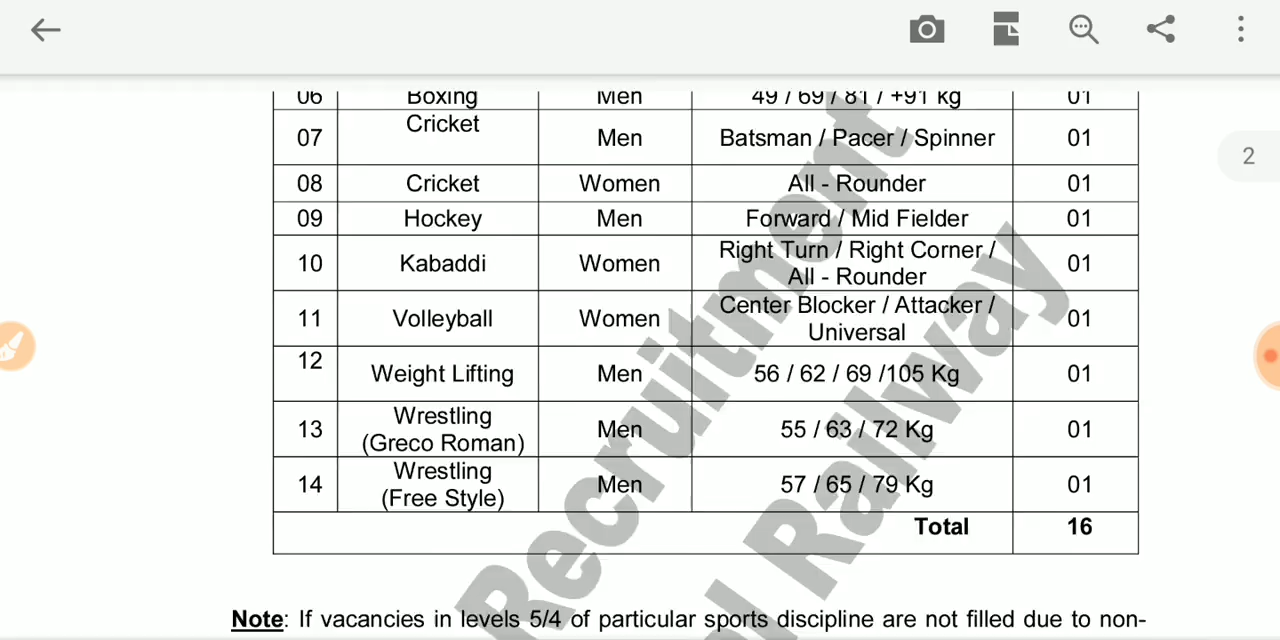 06 Boxing Men 49 / 69 / 81 / +91 kg 01
07 Cricket Men Batsman / Pacer / Spinner 01
2
08 Cricket Women All - Rounder 01
09 Hockey Men Forward / Mid Fielder 01
10 Kabaddi Women Right Turn / Right Corner / All - Rounder 01
11 Volleyball Women Center Blocker / Attacker / Universal 01
12 Weight Lifting Men 56 / 62 / 69 /105 Kg 01
13 Wrestling (Greco Roman) Men 55 / 63 / 72 Kg 01
14 Wrestling (Free Style) Men 57 / 65 / 79 Kg 01
Total 16
Note: If vacancies in levels 5/4 of particular sports discipline are not filled due to non-
Recruitment
Railway